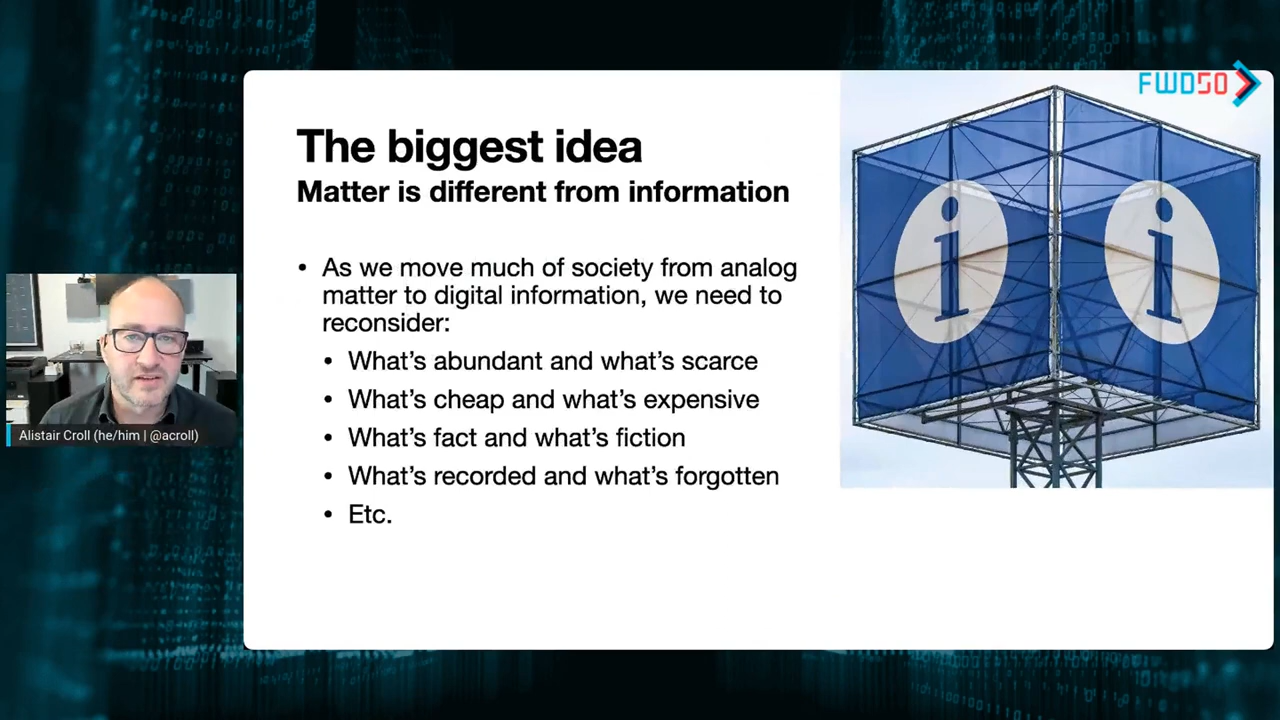 FWD50
The biggest idea
Matter is different from information
• As we move much of society from analog
matter to digital information, we need to
reconsider:
• What's abundant and what's scarce
• What's cheap and what's expensive
• What's fact and what's fiction
• What's recorded and what's forgotten
• Etc.
i i
Alistair Croll (he/him | @acroll)